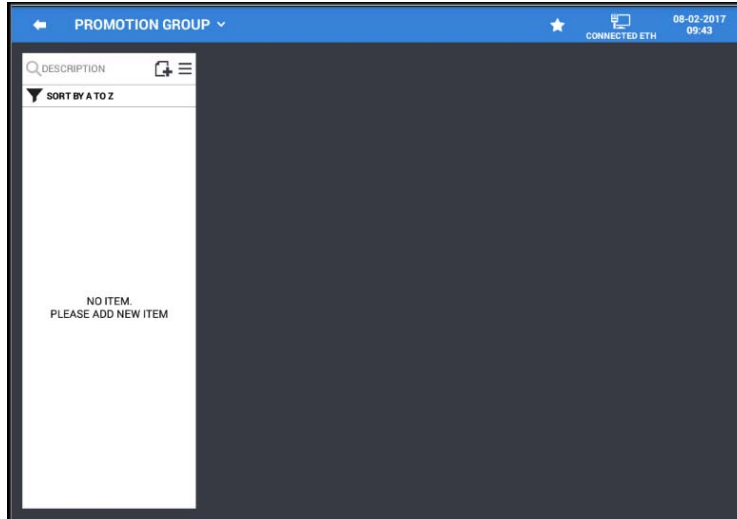 PROMOTION GROUP
CONNECTED ETH
08-02-2017
09:43
DESCRIPTION
SORT BY A TO Z
NO ITEM.
PLEASE ADD NEW ITEM